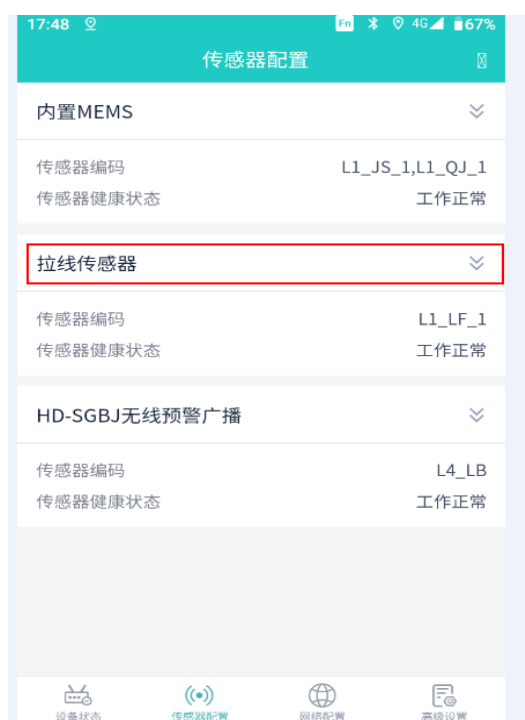 17:48 Fn 4G 67%
传感器配置
内置MEMS
传感器编码 L1_JS_1,L1_QJ_1
传感器健康状态 工作正常
拉线传感器
传感器编码 L1_LF_1
传感器健康状态 工作正常
HD-SGBJ无线预警广播
传感器编码 L4_LB
传感器健康状态 工作正常
设备状态 传感器配置 网络配置 高级设置